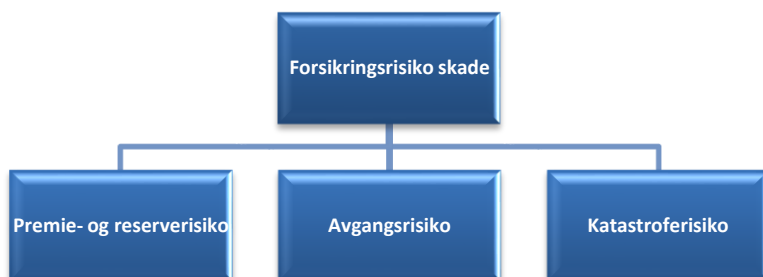 Forsikringsrisiko skade
Premie- og reserverisiko
Avgangsrisiko
Katastroferisiko